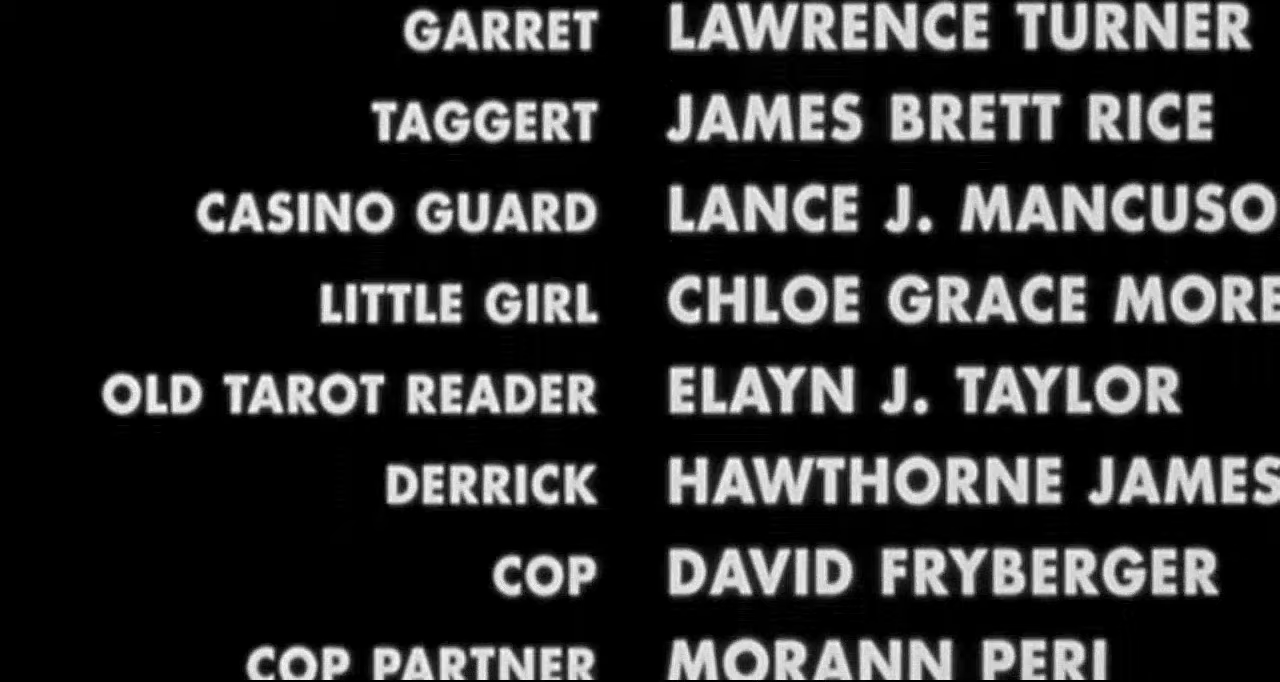 GARRET LAWRENCE TURNER
TAGGERT JAMES BRETT RICE
CASINO GUARD LANCE J. MANCUSO
LITTLE GIRL CHLOE GRACE MORE
OLD TAROT READER ELAYN J. TAYLOR
DERRICK HAWTHORNE JAMES
COP DAVID FRYBERGER
COP PARTNER MORANN PERI